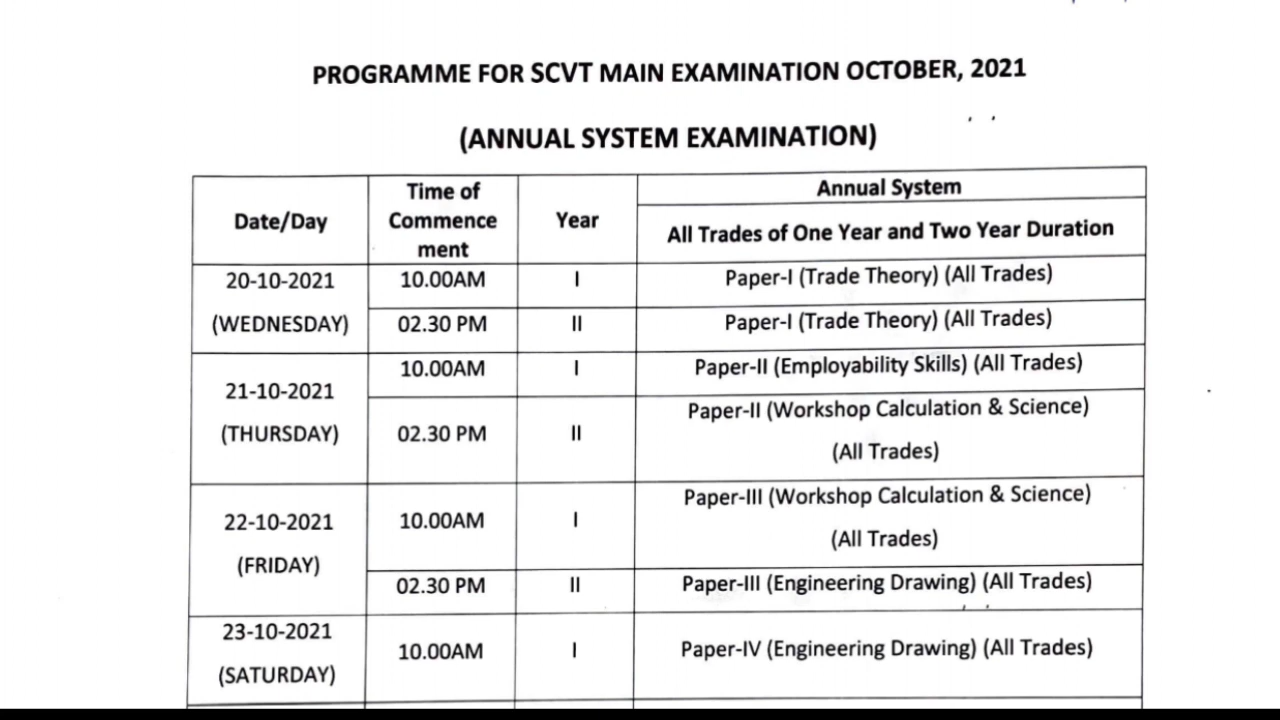 PROGRAMME FOR SCVT MAIN EXAMINATION OCTOBER, 2021
(ANNUAL SYSTEM EXAMINATION)
Date/Day
Time of
Commence
ment
Year
Annual System
All Trades of One Year and Two Year Duration
20-10-2021
(WEDNESDAY)
10.00AM
I
Paper-I (Trade Theory) (All Trades)
02.30 PM
II
Paper-I (Trade Theory) (All Trades)
21-10-2021
(THURSDAY)
10.00AM
I
Paper-II (Employability Skills) (All Trades)
02.30 PM
II
Paper-II (Workshop Calculation & Science)
(All Trades)
22-10-2021
(FRIDAY)
10.00AM
I
Paper-III (Workshop Calculation & Science)
(All Trades)
02.30 PM
II
Paper-III (Engineering Drawing) (All Trades)
23-10-2021
(SATURDAY)
10.00AM
I
Paper-IV (Engineering Drawing) (All Trades)